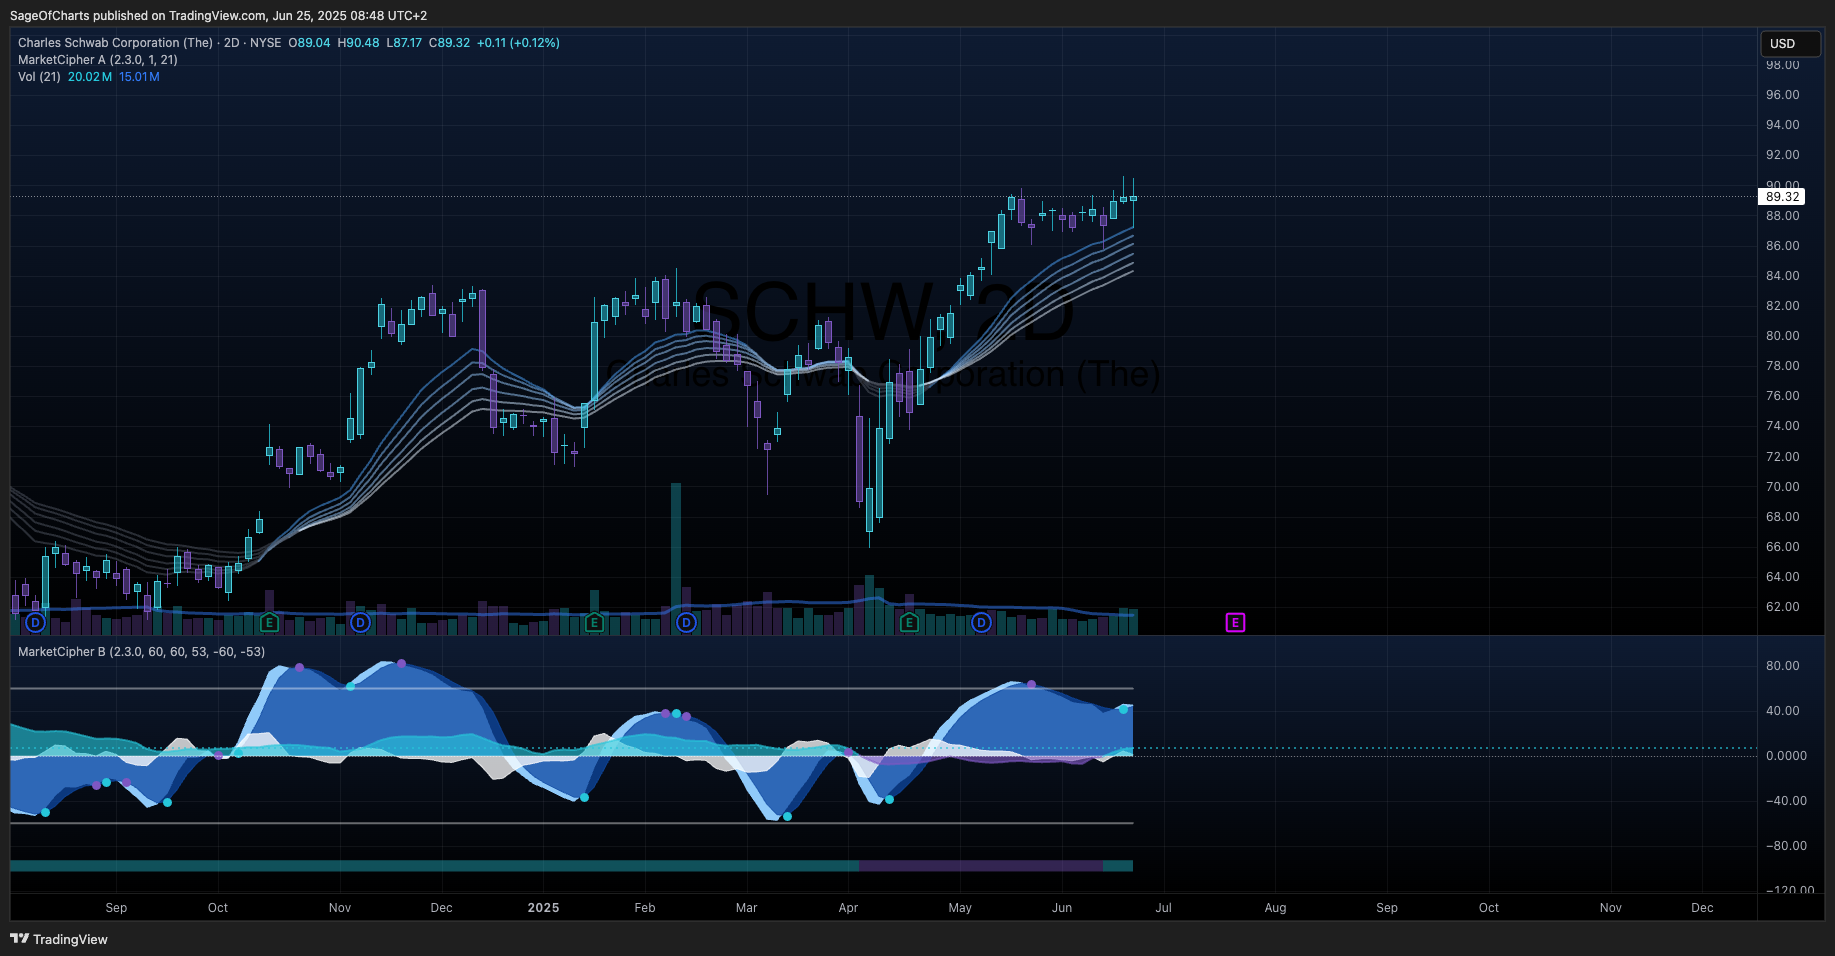 SageOfCharts published on TradingView.com, Jun 25, 2025 08:48 UTC+2
Charles Schwab Corporation (The) · 2D · NYSE O89.04 H90.48 L87.17 C89.32 +0.11 (+0.12%)
MarketCipher A (2.3.0, 1, 21)
Vol (21) 20.02M 15.01M
USD
98.00
96.00
94.00
92.00
90.00
89.32
88.00
86.00
84.00
82.00
80.00
78.00
76.00
74.00
72.00
70.00
68.00
66.00
64.00
62.00
SCHW, 2D
Charles Schwab Corporation (The)
D E D E D E D E
MarketCipher B (2.3.0, 60, 60, 53, -60, -53)
80.00
40.00
0.0000
−40.00
−80.00
−120.00
Sep Oct Nov Dec 2025 Feb Mar Apr May Jun Jul Aug Sep Oct Nov Dec
TradingView